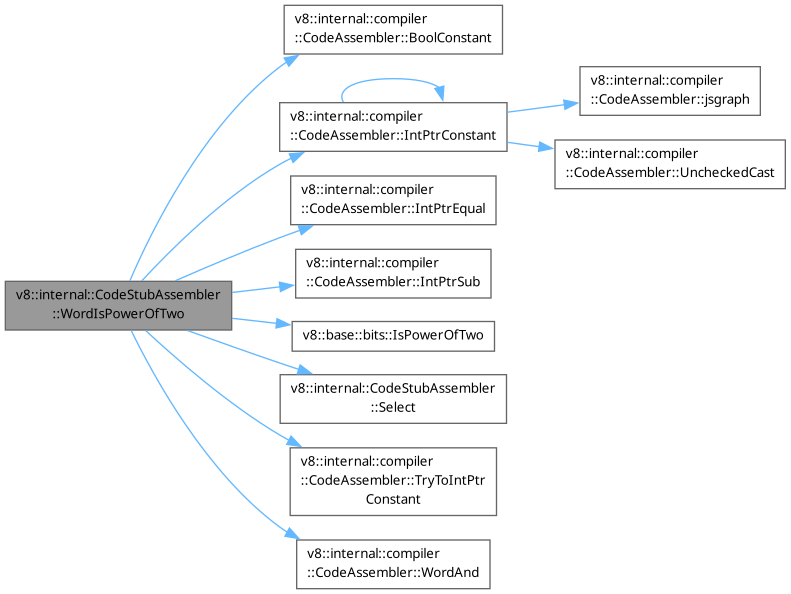 v8::internal::compiler
::CodeAssembler::BoolConstant
v8::internal::compiler
::CodeAssembler::jsgraph
v8::internal::compiler
::CodeAssembler::IntPtrConstant
v8::internal::compiler
::CodeAssembler::UncheckedCast
v8::internal::compiler
::CodeAssembler::IntPtrEqual
v8::internal::compiler
::CodeAssembler::IntPtrSub
v8::internal::CodeStubAssembler
::WordIsPowerOfTwo
v8::base::bits::IsPowerOfTwo
v8::internal::CodeStubAssembler
::Select
v8::internal::compiler
::CodeAssembler::TryToIntPtr
Constant
v8::internal::compiler
::CodeAssembler::WordAnd